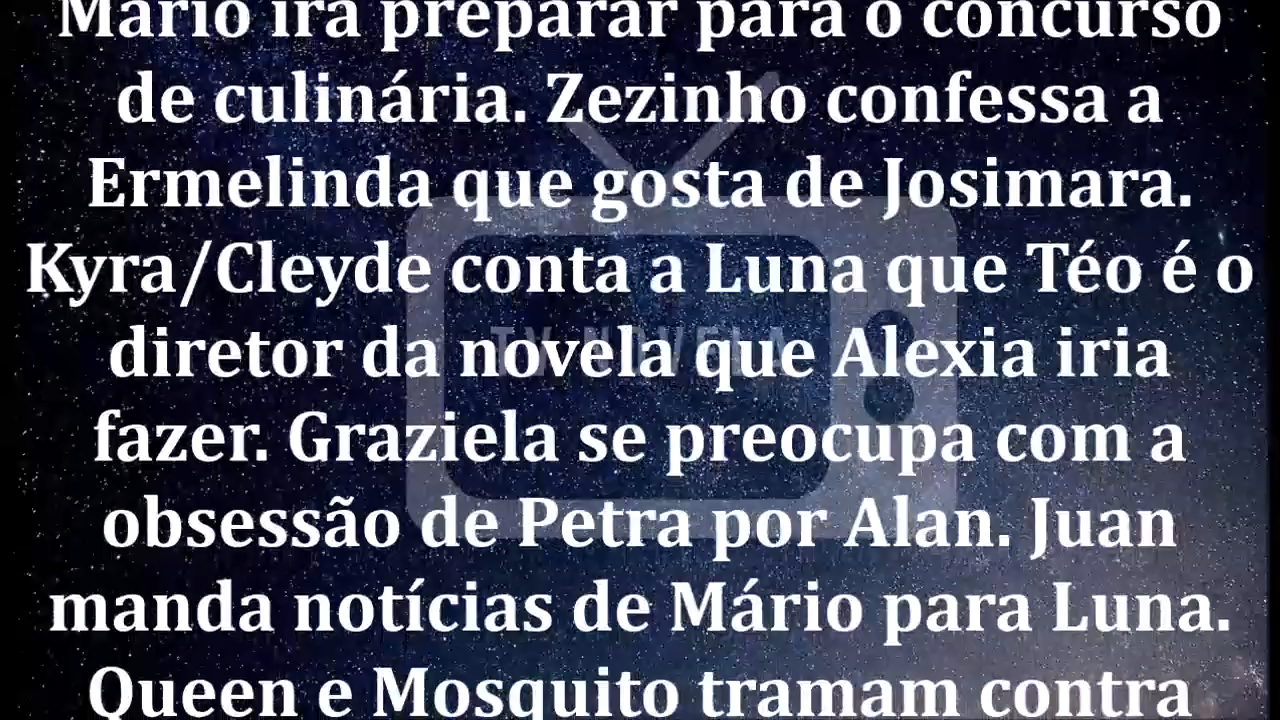 Mário irá preparar para o concurso
de culinária. Zezinho confessa a
Ermelinda que gosta de Josimara.
Kyra/Cleyde conta a Luna que Téo é o
diretor da novela que Alexia iria
fazer. Graziela se preocupa com a
obsessão de Petra por Alan. Juan
manda notícias de Mário para Luna.
Queen e Mosquito tramam contra
TV NOVELA